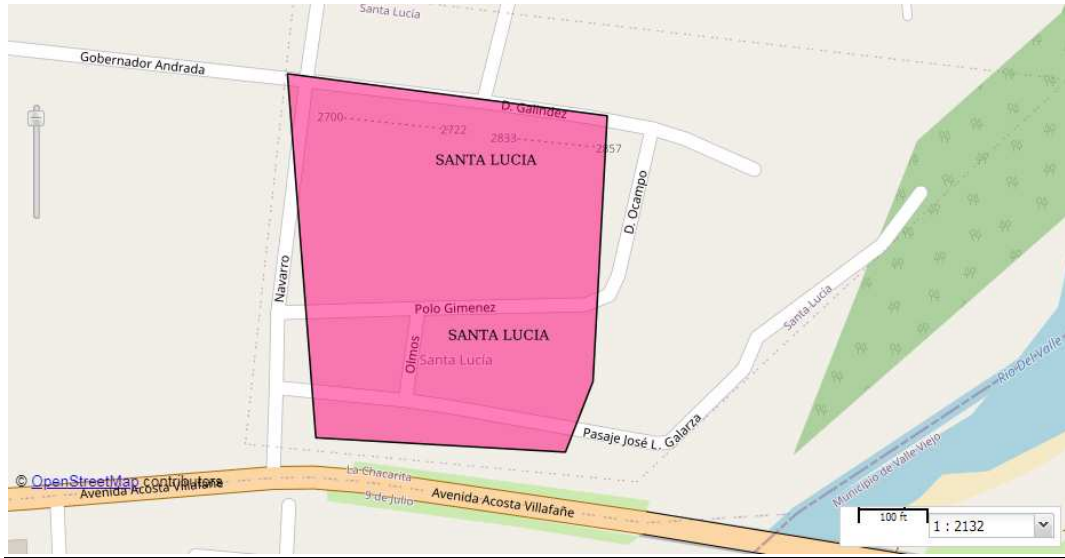 Santa Lucía
Gobernador Andrada
D. Galindez
2700
2722
2833
2857
SANTA LUCIA
D. Ocampo
Navarro
Polo Gimenez
SANTA LUCIA
Olmos
Santa Lucía
Santa Lucía
Rio Del Valle
Pasaje José L. Galarza
Municipio de Valle Viejo
La Chacarita
© OpenStreetMap contributors
Avenida Acosta Villafañe
9 de Julio
Avenida Acosta Villafañe
100 ft
1 : 2132